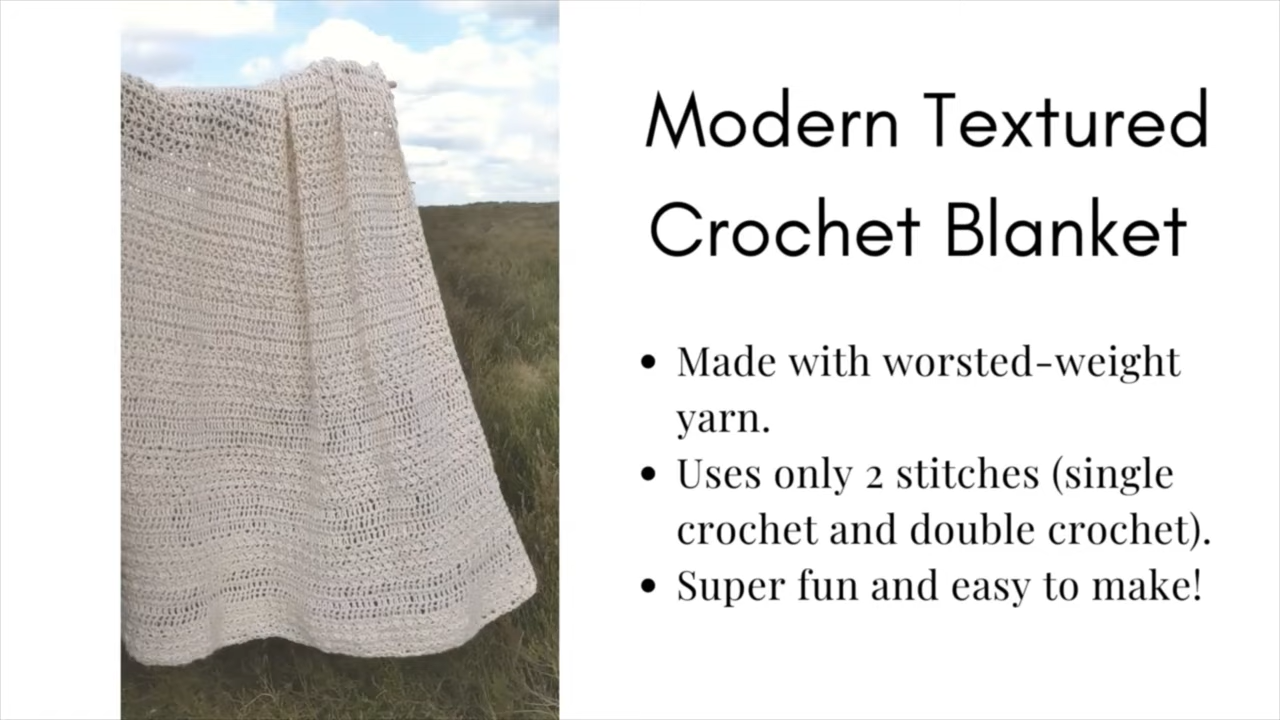 Modern Textured
Crochet Blanket
• Made with worsted-weight
yarn.
• Uses only 2 stitches (single
crochet and double crochet).
• Super fun and easy to make!